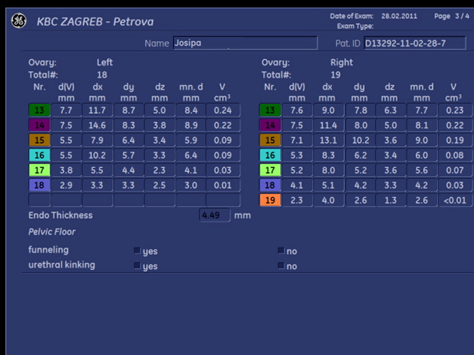 KBC ZAGREB - Petrova
Date of Exam: 28.02.2011 Page 3 / 4
Exam Type:
Name Josipa Pat. ID D13292-11-02-28-7
Ovary: Left Ovary: Right
Total#: 18 Total#: 19
Nr. d(V) dx dy dz mn. d V Nr. d(V) dx dy dz mn. d V
mm mm mm mm mm cm³ mm mm mm mm mm cm³
13 7.7 11.7 8.7 5.0 8.4 0.24 13 7.6 9.0 7.8 6.3 7.7 0.23
14 7.5 14.6 8.3 3.8 8.9 0.22 14 7.5 11.4 8.0 5.0 8.1 0.22
15 5.5 7.9 6.4 3.4 5.9 0.09 15 7.1 13.1 10.2 3.6 9.0 0.19
16 5.5 10.2 5.7 3.3 6.4 0.09 16 5.3 8.3 6.2 3.4 6.0 0.08
17 3.8 5.5 4.4 2.3 4.1 0.03 17 5.2 8.0 5.2 3.6 5.6 0.07
18 2.9 3.3 3.3 2.5 3.0 0.01 18 4.1 5.1 4.2 3.3 4.2 0.03
19 2.3 4.0 2.6 1.3 2.6 <0.01
Endo Thickness 4.49 mm
Pelvic Floor
funneling yes no
urethral kinking yes no